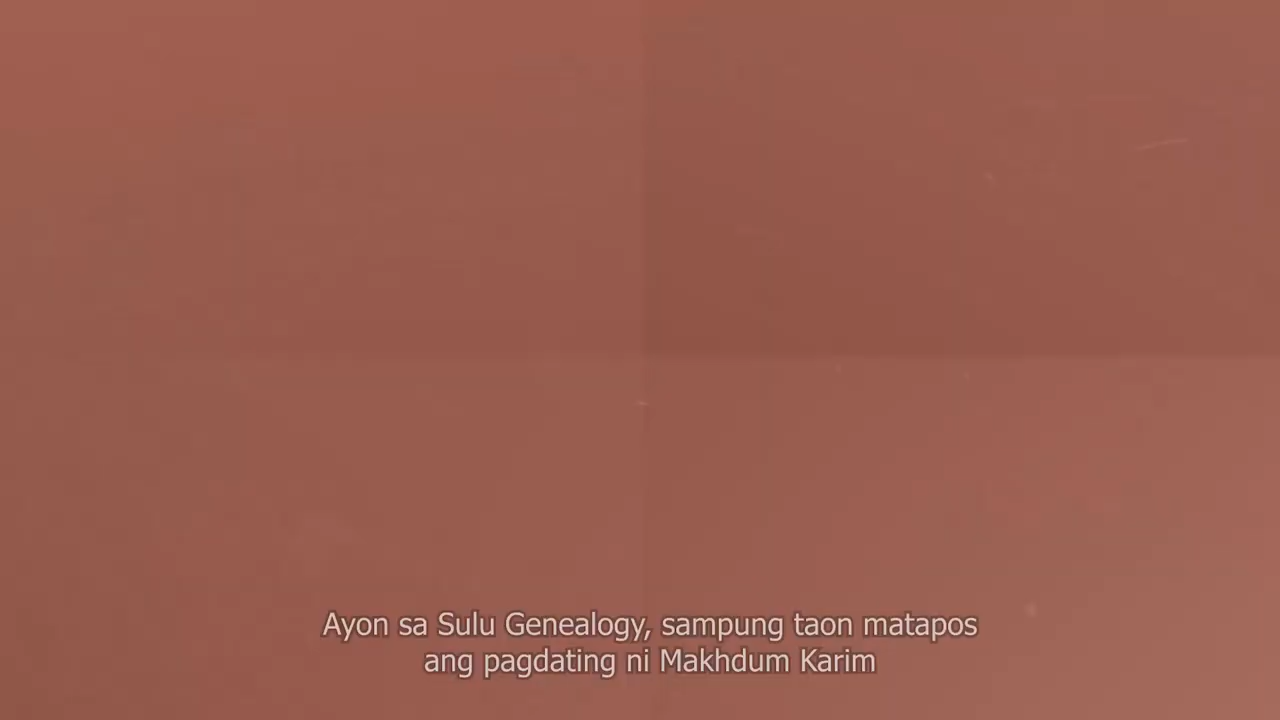 Ayon sa Sulu Genealogy, sampung taon matapos
ang pagdating ni Makhdum Karim